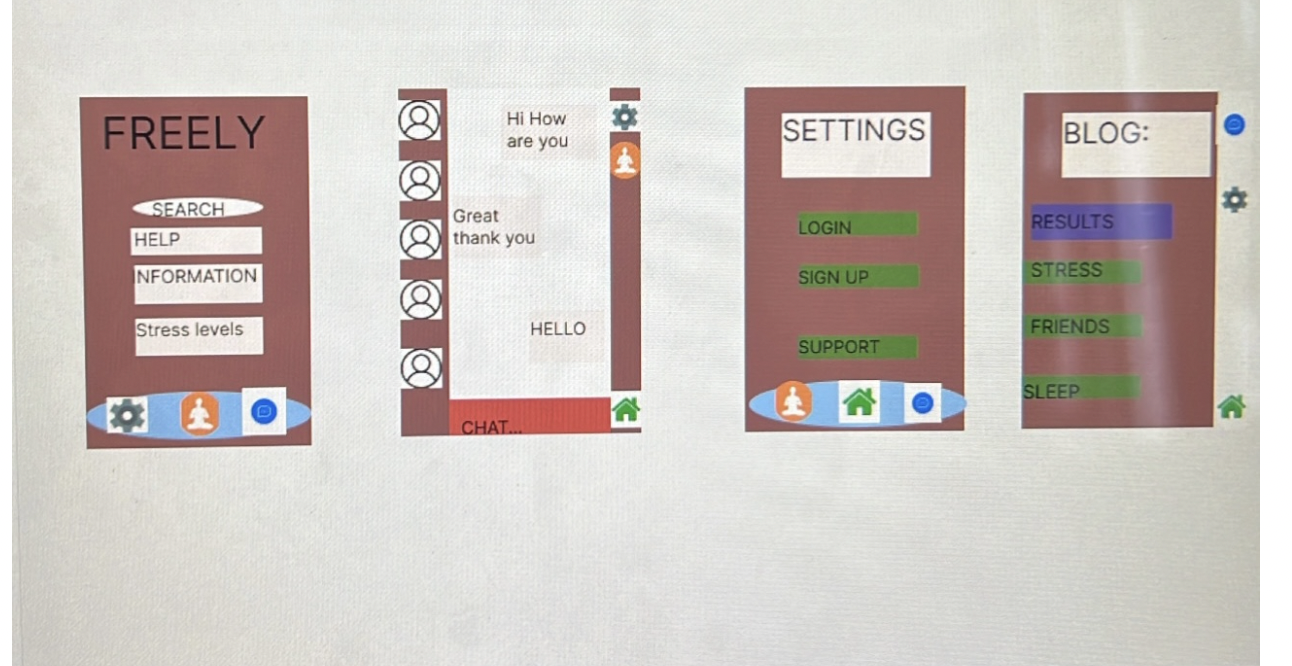 FREELY
SEARCH
HELP
NFORMATION
Stress levels
Hi How
are you
Great
thank you
HELLO
CHAT...
SETTINGS
LOGIN
SIGN UP
SUPPORT
BLOG:
RESULTS
STRESS
FRIENDS
SLEEP